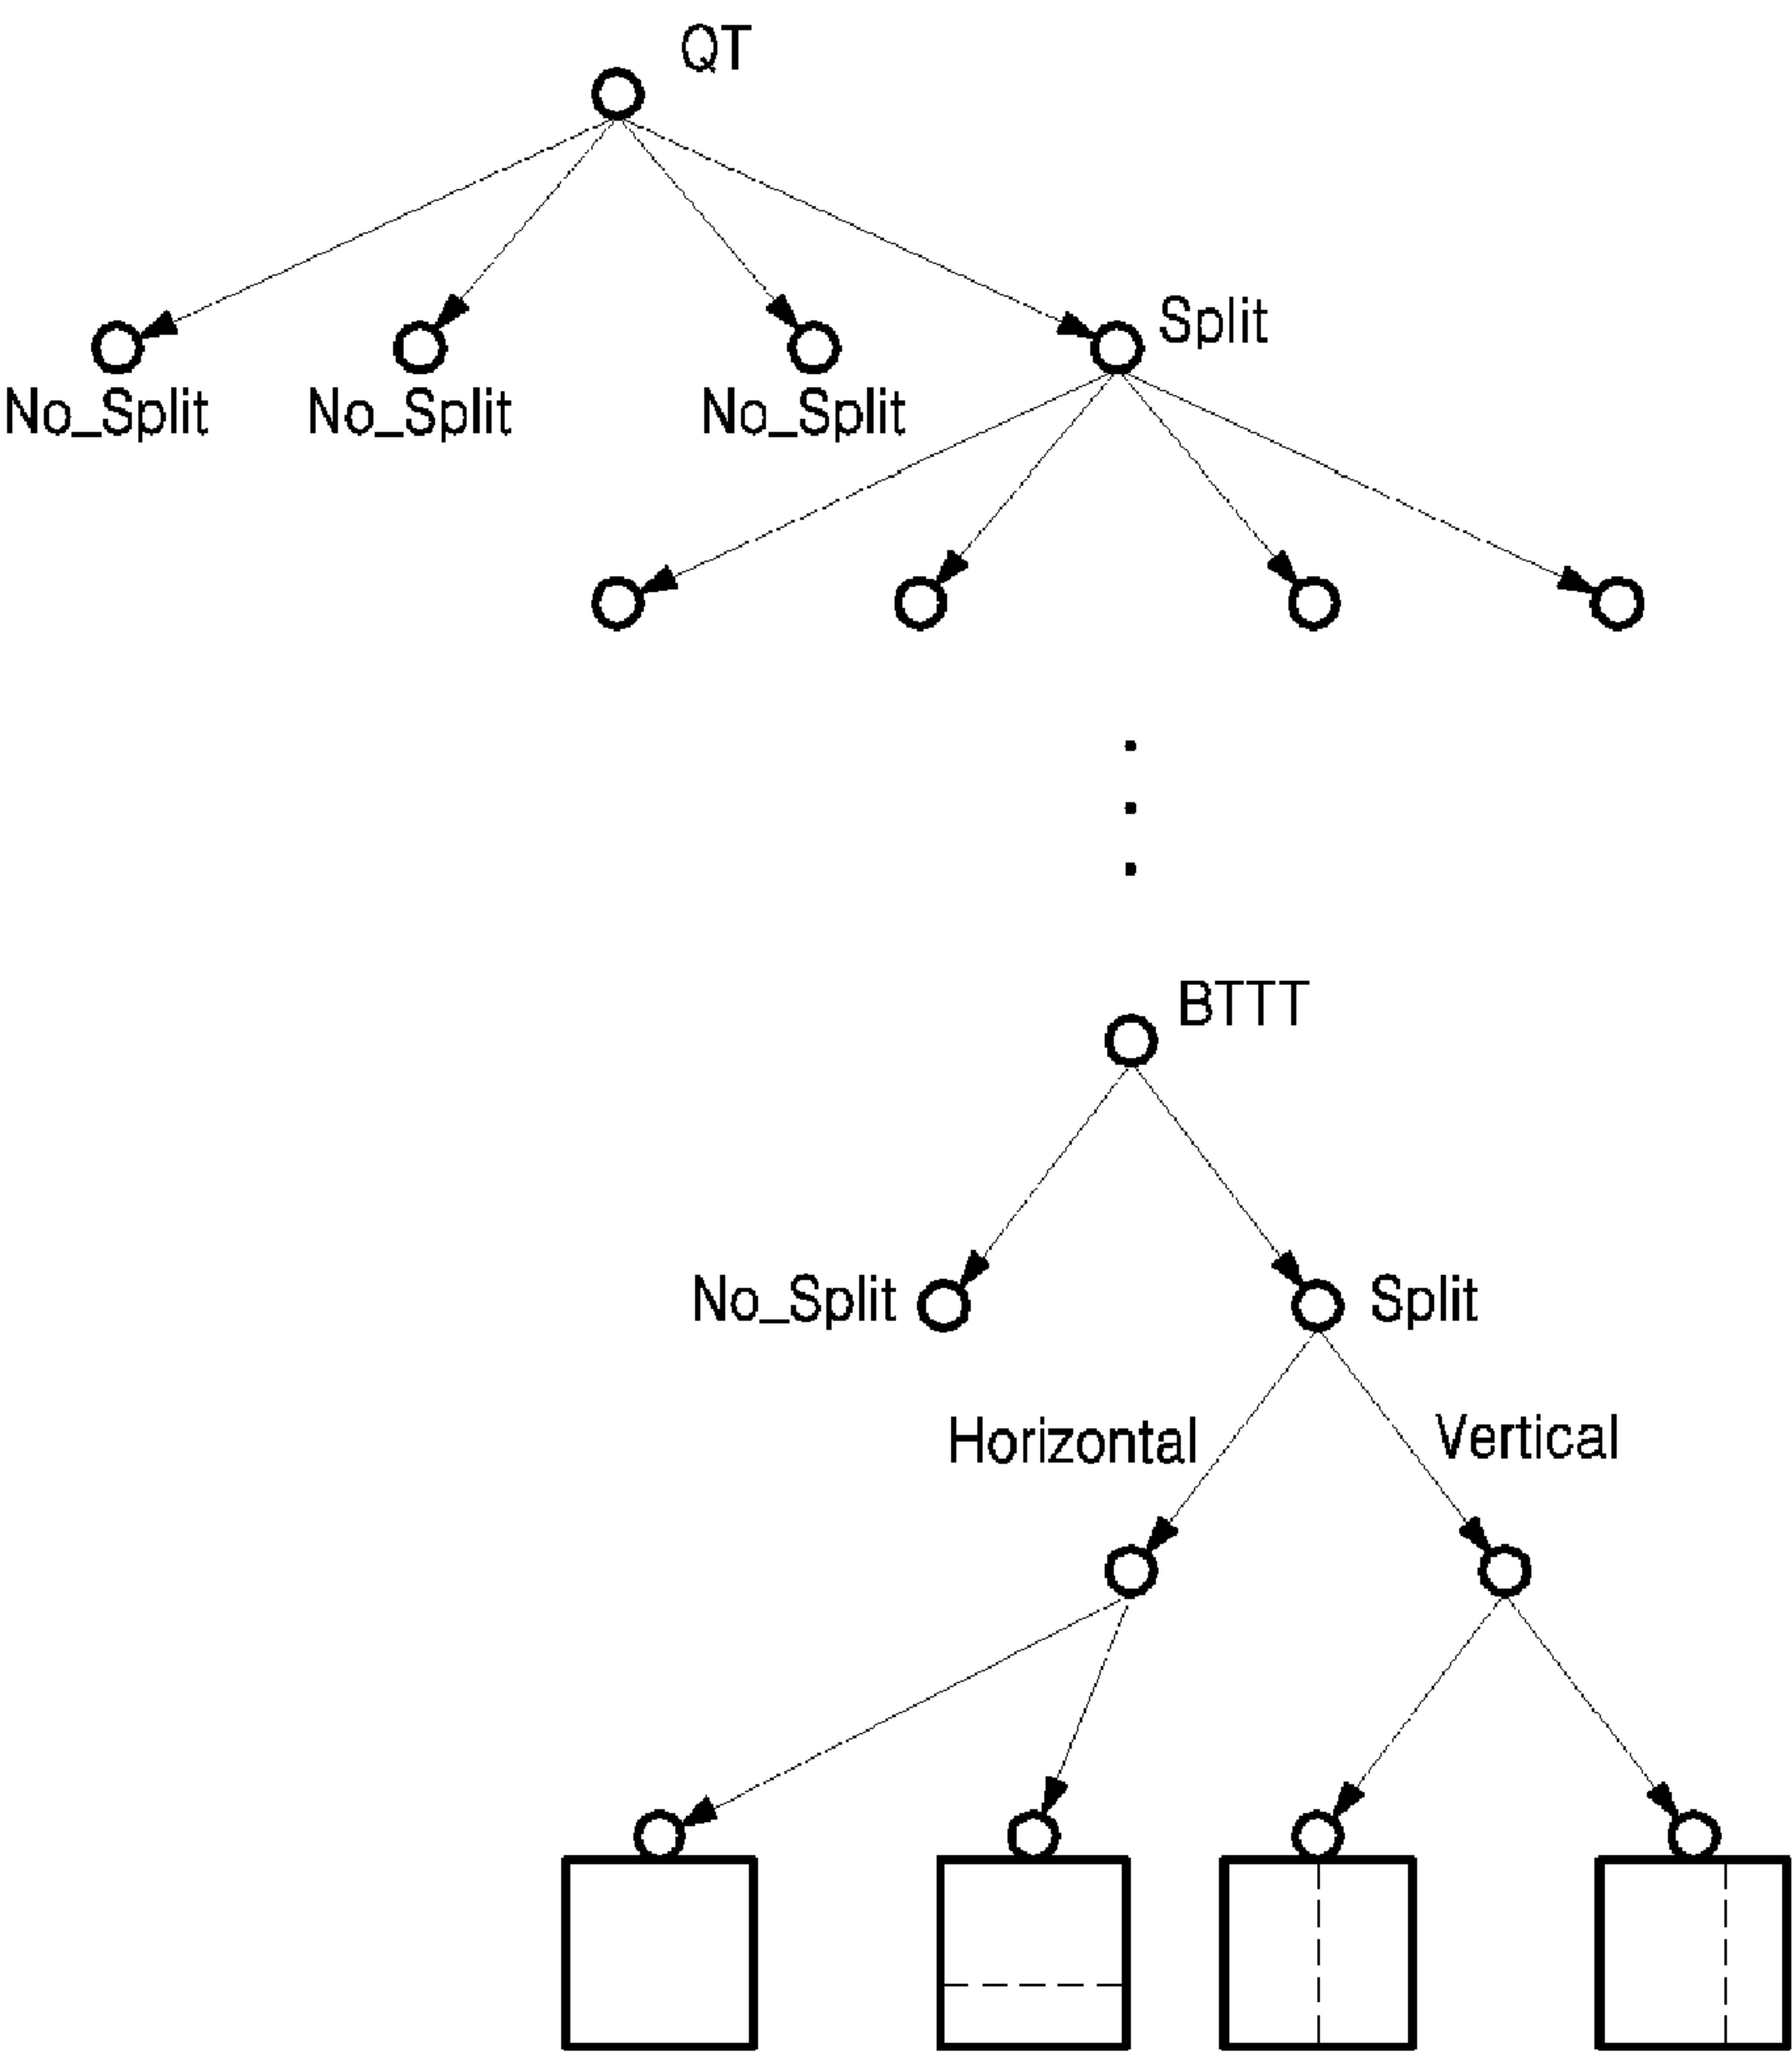 QT
Split
No_Split
No_Split
No_Split
BTTT
No_Split
Split
Horizontal
Vertical